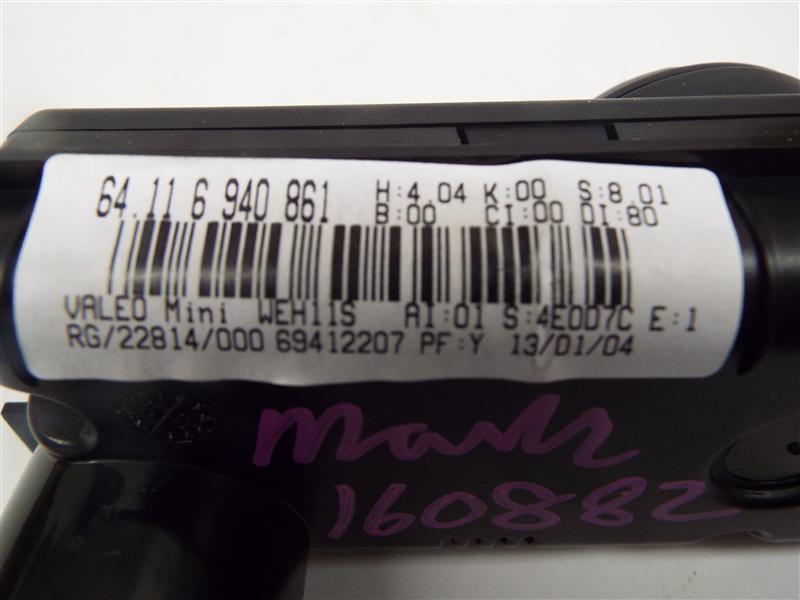 64.11 6 940 861 H:4.04 K:00 S:8.01
B:00 CI:00 DI:80
VALEO Mini WEH11S AI:01 S:4E0D7C E:1
RG/22814/000 69412207 PF:Y 13/01/04
160882